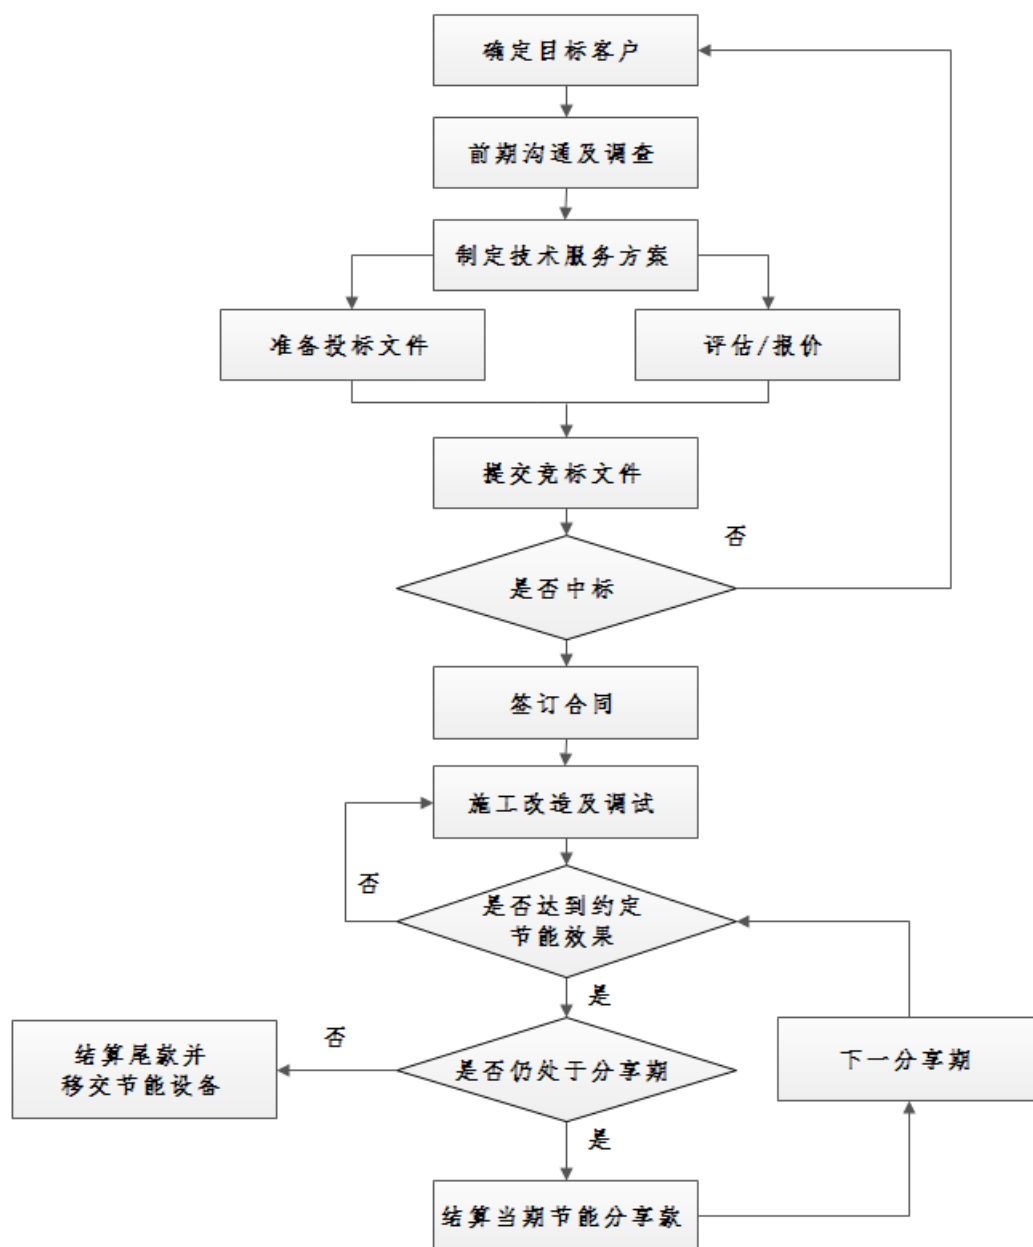 确定目标客户
前期沟通及调查
制定技术服务方案
准备投标文件
评估/报价
提交竞标文件
否
是否中标
签订合同
施工改造及调试
否
是否达到约定
节能效果
是
结算尾款并
移交节能设备
否
是否仍处于分享期
下一分享期
是
结算当期节能分享款